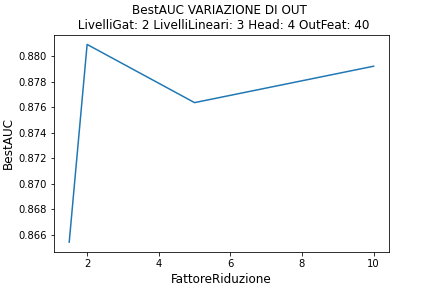 BestAUC VARIAZIONE DI OUT
LivelliGat: 2 LivelliLineari: 3 Head: 4 OutFeat: 40
BestAUC
0.880
0.878
0.876
0.874
0.872
0.870
0.868
0.866
2 4 6 8 10
FattoreRiduzione